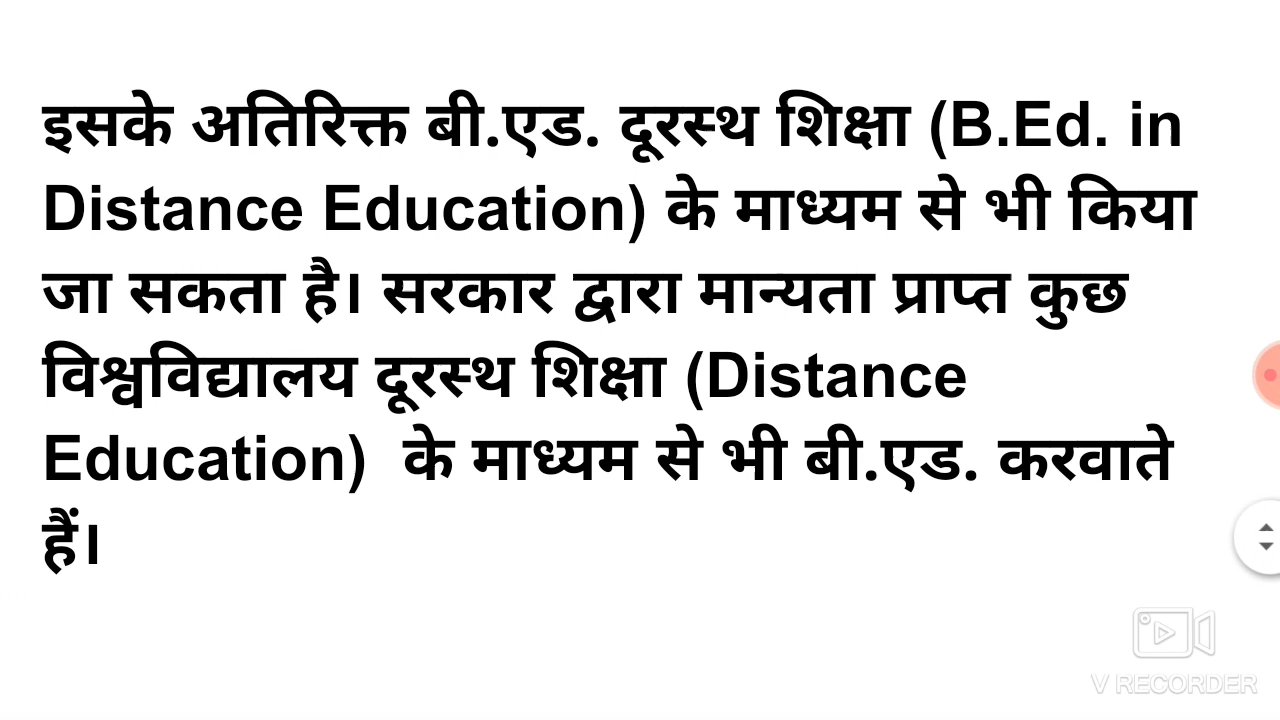 इसके अतिरिक्त बी.एड. दूरस्थ शिक्षा (B.Ed. in
Distance Education) के माध्यम से भी किया
जा सकता है। सरकार द्वारा मान्यता प्राप्त कुछ
विश्वविद्यालय दूरस्थ शिक्षा (Distance
Education)  के माध्यम से भी बी.एड. करवाते
हैं।
V RECORDER